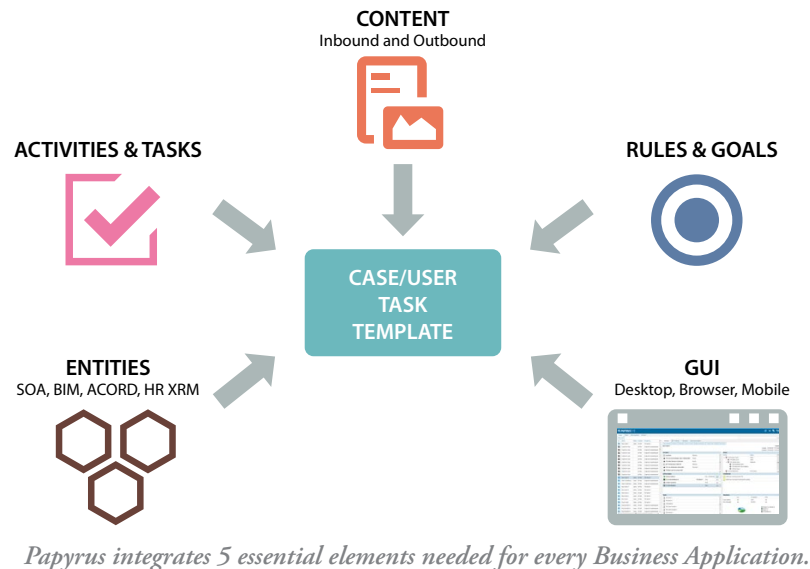 CONTENT
Inbound and Outbound
ACTIVITIES & TASKS
RULES & GOALS
CASE/USER
TASK
TEMPLATE
ENTITIES
SOA, BIM, ACORD, HR XRM
GUI
Desktop, Browser, Mobile
Papyrus integrates 5 essential elements needed for every Business Application.